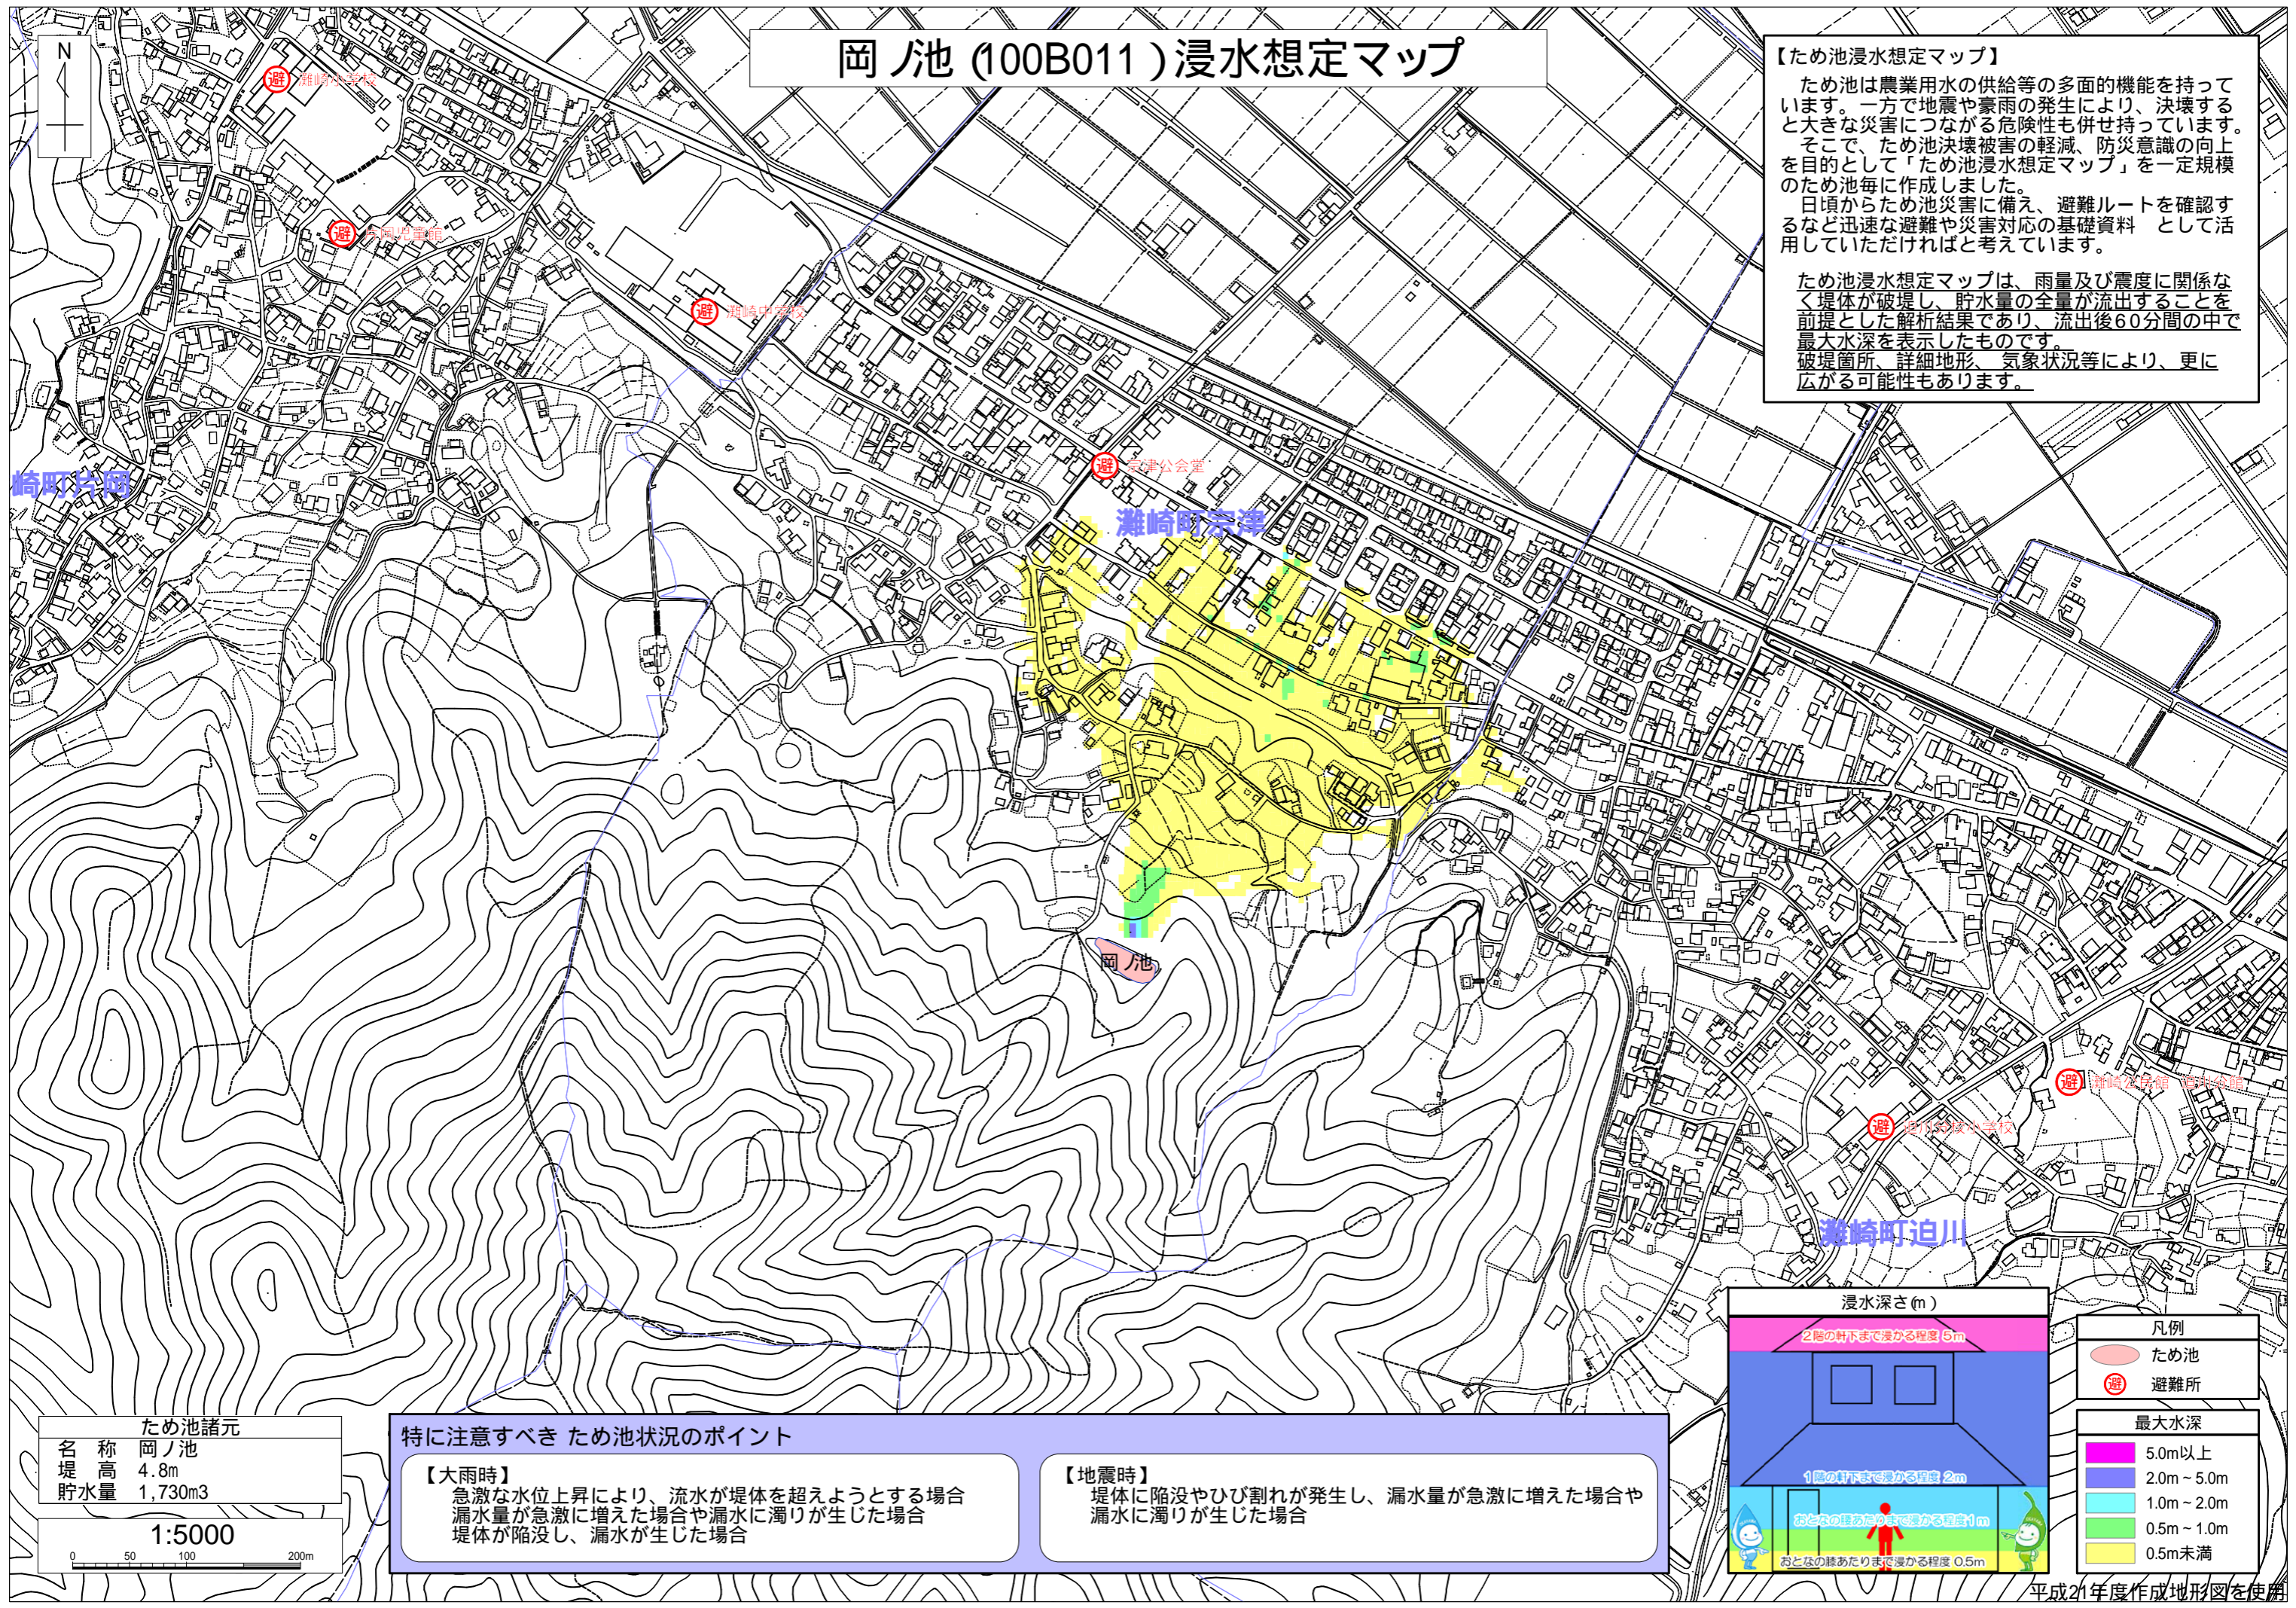 岡ノ池(100B011)浸水想定マップ
N
【ため池浸水想定マップ】
ため池は農業用水の供給等の多面的機能を持って
います。一方で地震や豪雨の発生により、決壊する
と大きな災害につながる危険性も併せ持っています。
そこで、ため池決壊被害の軽減、防災意識の向上
を目的として「ため池浸水想定マップ」を一定規模
のため池毎に作成しました。
日頃からため池災害に備え、避難ルートを確認す
るなど迅速な避難や災害対応の基礎資料 として活
用していただければと考えています。
ため池浸水想定マップは、雨量及び震度に関係な
く堤体が破堤し、貯水量の全量が流出することを
前提とした解析結果であり、流出後60分間の中で
最大水深を表示したものです。
破堤箇所、詳細地形、気象状況等により、更に
広がる可能性もあります。
避 灘崎小学校
避
避 灘崎中学校
避 宗津公会堂
崎町片岡
灘崎町宗津
岡ノ池
避 灘崎公民館 迫川分館
避
灘崎町迫川
ため池諸元
名 称 岡ノ池
堤 高 4.8m
貯水量 1,730m3
1:5000
0 50 100 200m
特に注意すべき ため池状況のポイント
【大雨時】
急激な水位上昇により、流水が堤体を超えようとする場合
漏水量が急激に増えた場合や漏水に濁りが生じた場合
堤体が陥没し、漏水が生じた場合
【地震時】
堤体に陥没やひび割れが発生し、漏水量が急激に増えた場合や
漏水に濁りが生じた場合
浸水深さ(m)
2階の軒下まで浸かる程度 5m
1階の軒下まで浸かる程度 2m
おとなの腰あたりまで浸かる程度1m
おとなの膝あたりまで浸かる程度 0.5m
凡例
ため池
避 避難所
最大水深
5.0m以上
2.0m~5.0m
1.0m~2.0m
0.5m~1.0m
0.5m未満
平成21年度作成地形図を使用